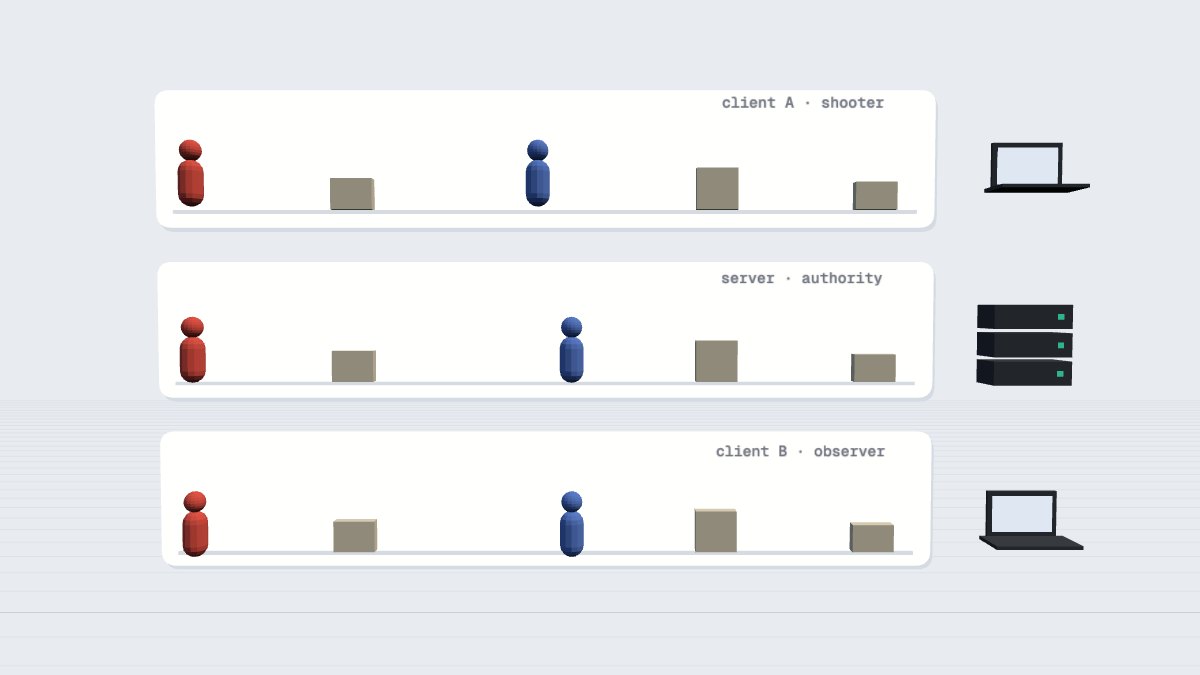 client A · shooter
server · authority
client B · observer